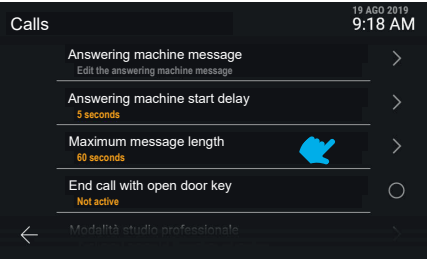 19 AGO 2019
Calls
9:18 AM
Answering machine message
Edit the answering machine message
Answering machine start delay
5 seconds
Maximum message length
60 seconds
End call with open door key
Not active
Modalità studio professionale